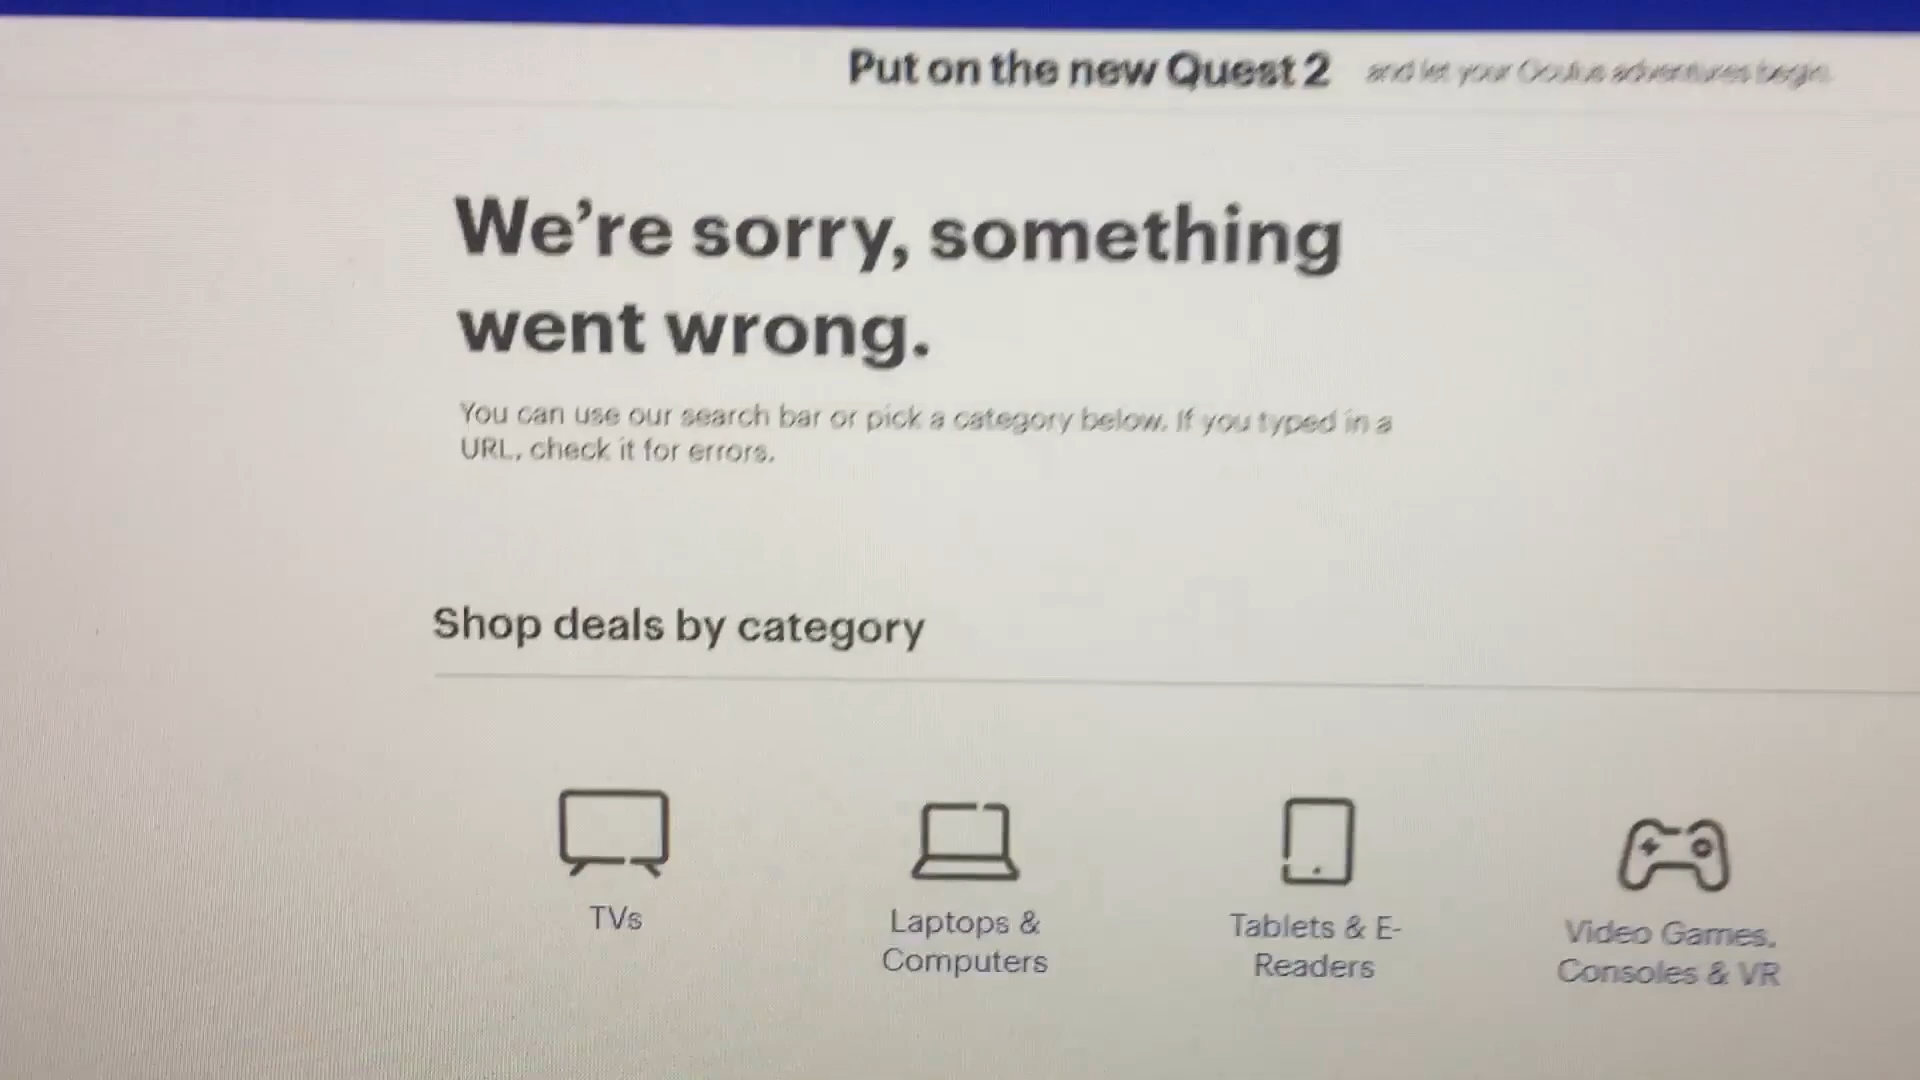 Put on the new Quest 2 and let your Oculus adventures begin.
We're sorry, something
went wrong.
You can use our search bar or pick a category below. If you typed in a
URL, check it for errors.
Shop deals by category
TVs
Laptops &
Computers
Tablets & E-
Readers
Video Games,
Consoles & VR